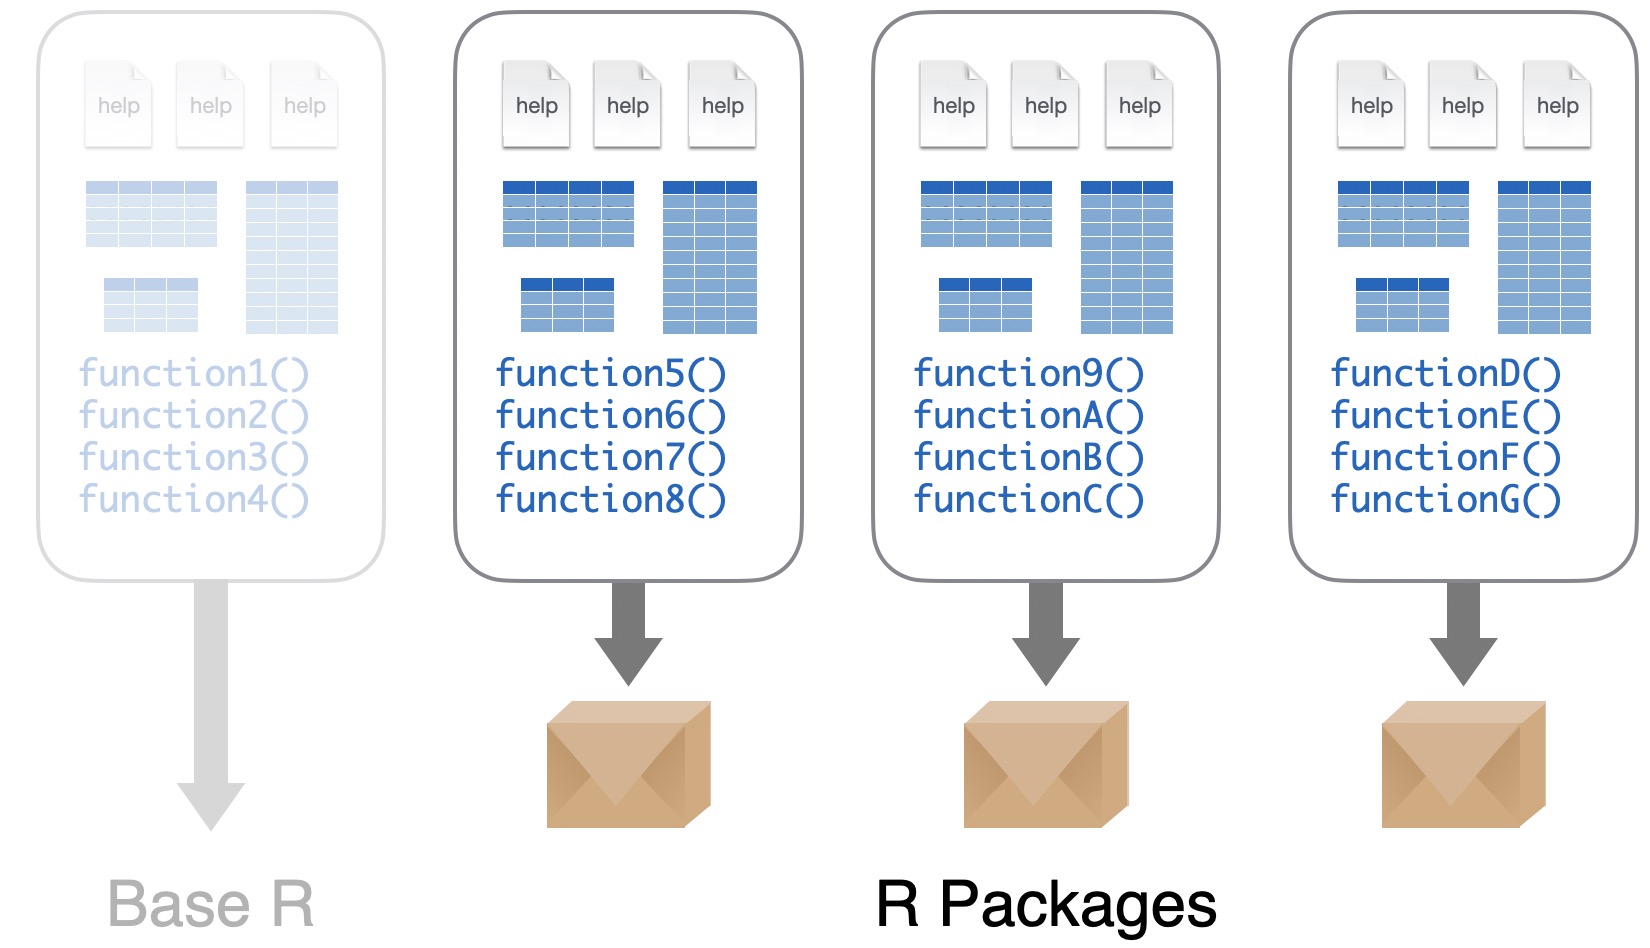 help help help
function1()
function2()
function3()
function4()
help help help
function5()
function6()
function7()
function8()
help help help
function9()
functionA()
functionB()
functionC()
help help help
functionD()
functionE()
functionF()
functionG()
Base R
R Packages